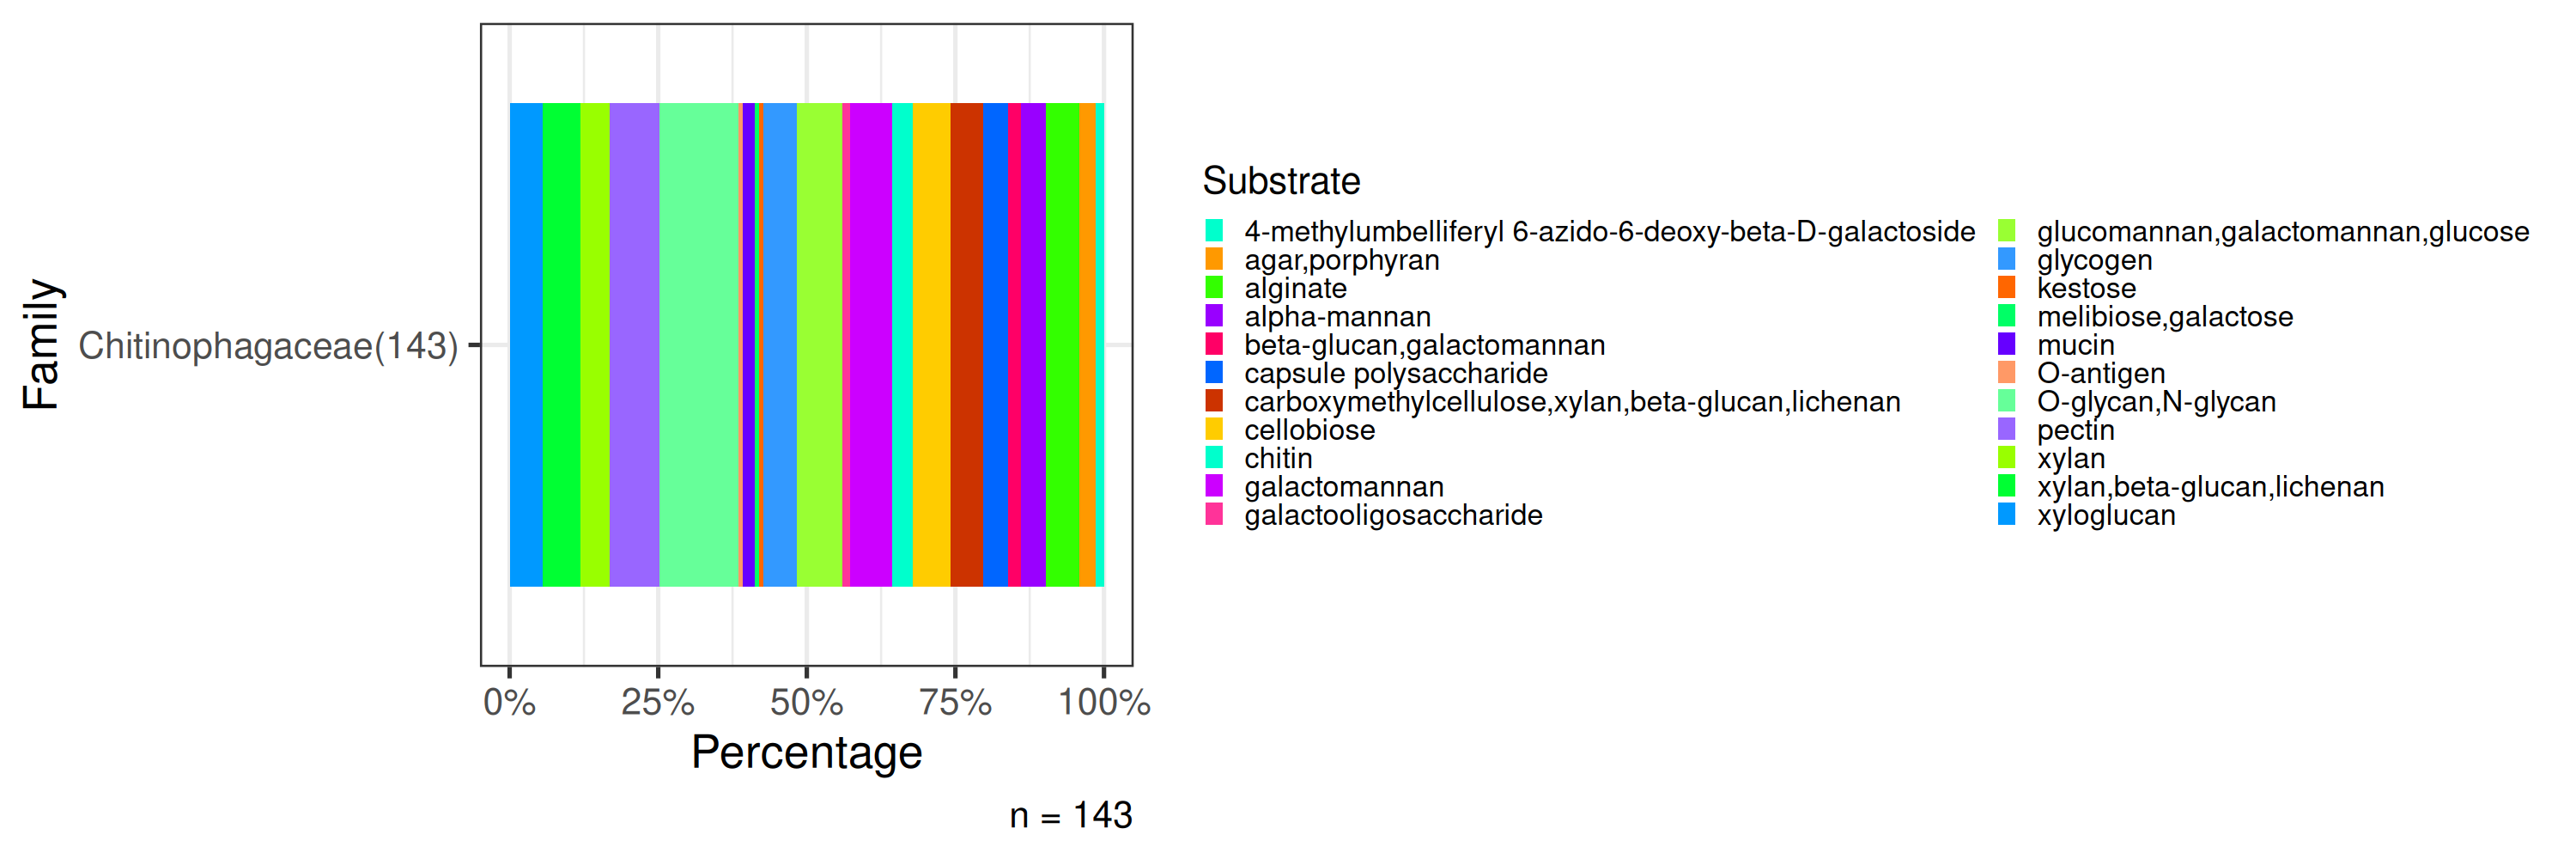 Family
Chitinophagaceae(143)
0% 25% 50% 75% 100%
Percentage
n = 143
Substrate
4-methylumbelliferyl 6-azido-6-deoxy-beta-D-galactoside
agar,porphyran
alginate
alpha-mannan
beta-glucan,galactomannan
capsule polysaccharide
carboxymethylcellulose,xylan,beta-glucan,lichenan
cellobiose
chitin
galactomannan
galactooligosaccharide
glucomannan,galactomannan,glucose
glycogen
kestose
melibiose,galactose
mucin
O-antigen
O-glycan,N-glycan
pectin
xylan
xylan,beta-glucan,lichenan
xyloglucan